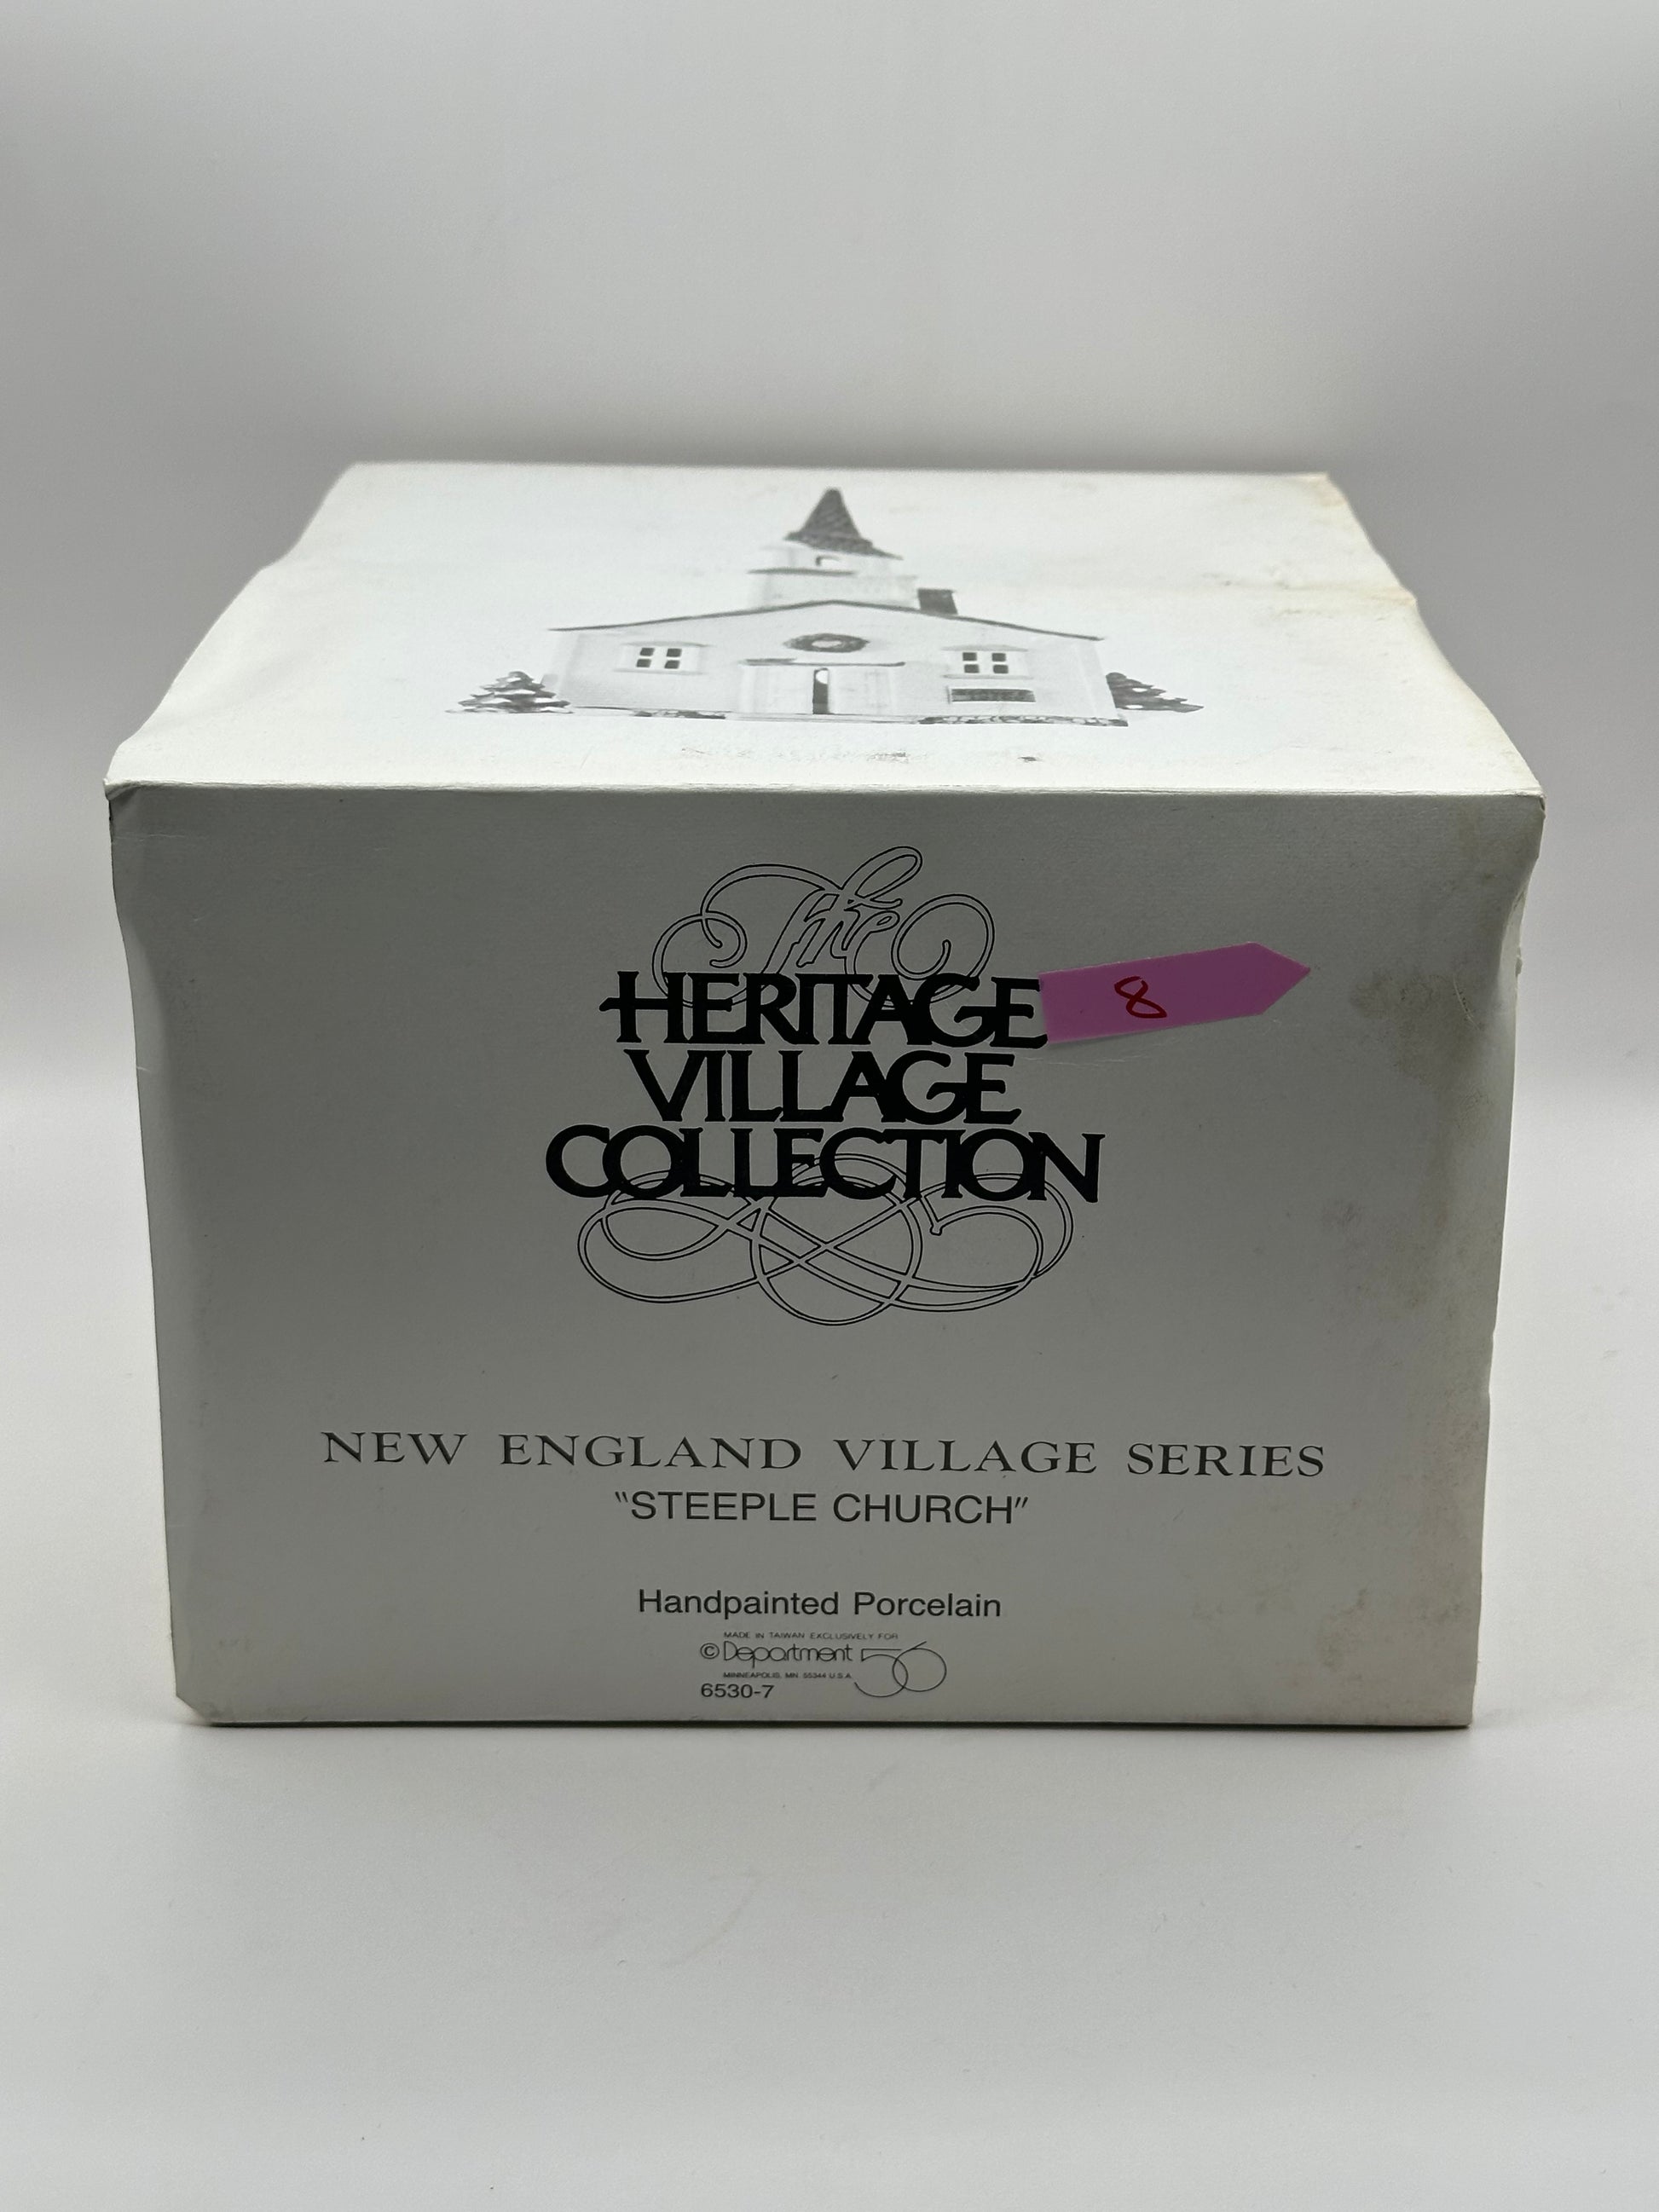 The
HERITAGE
8
VILLAGE
COLLECTION
NEW ENGLAND VILLAGE SERIES
"STEEPLE CHURCH"
Handpainted Porcelain
MADE IN TAIWAN EXCLUSIVELY FOR
©Department 56
MINNEAPOLIS, MN 55344 U.S.A.
6530-7